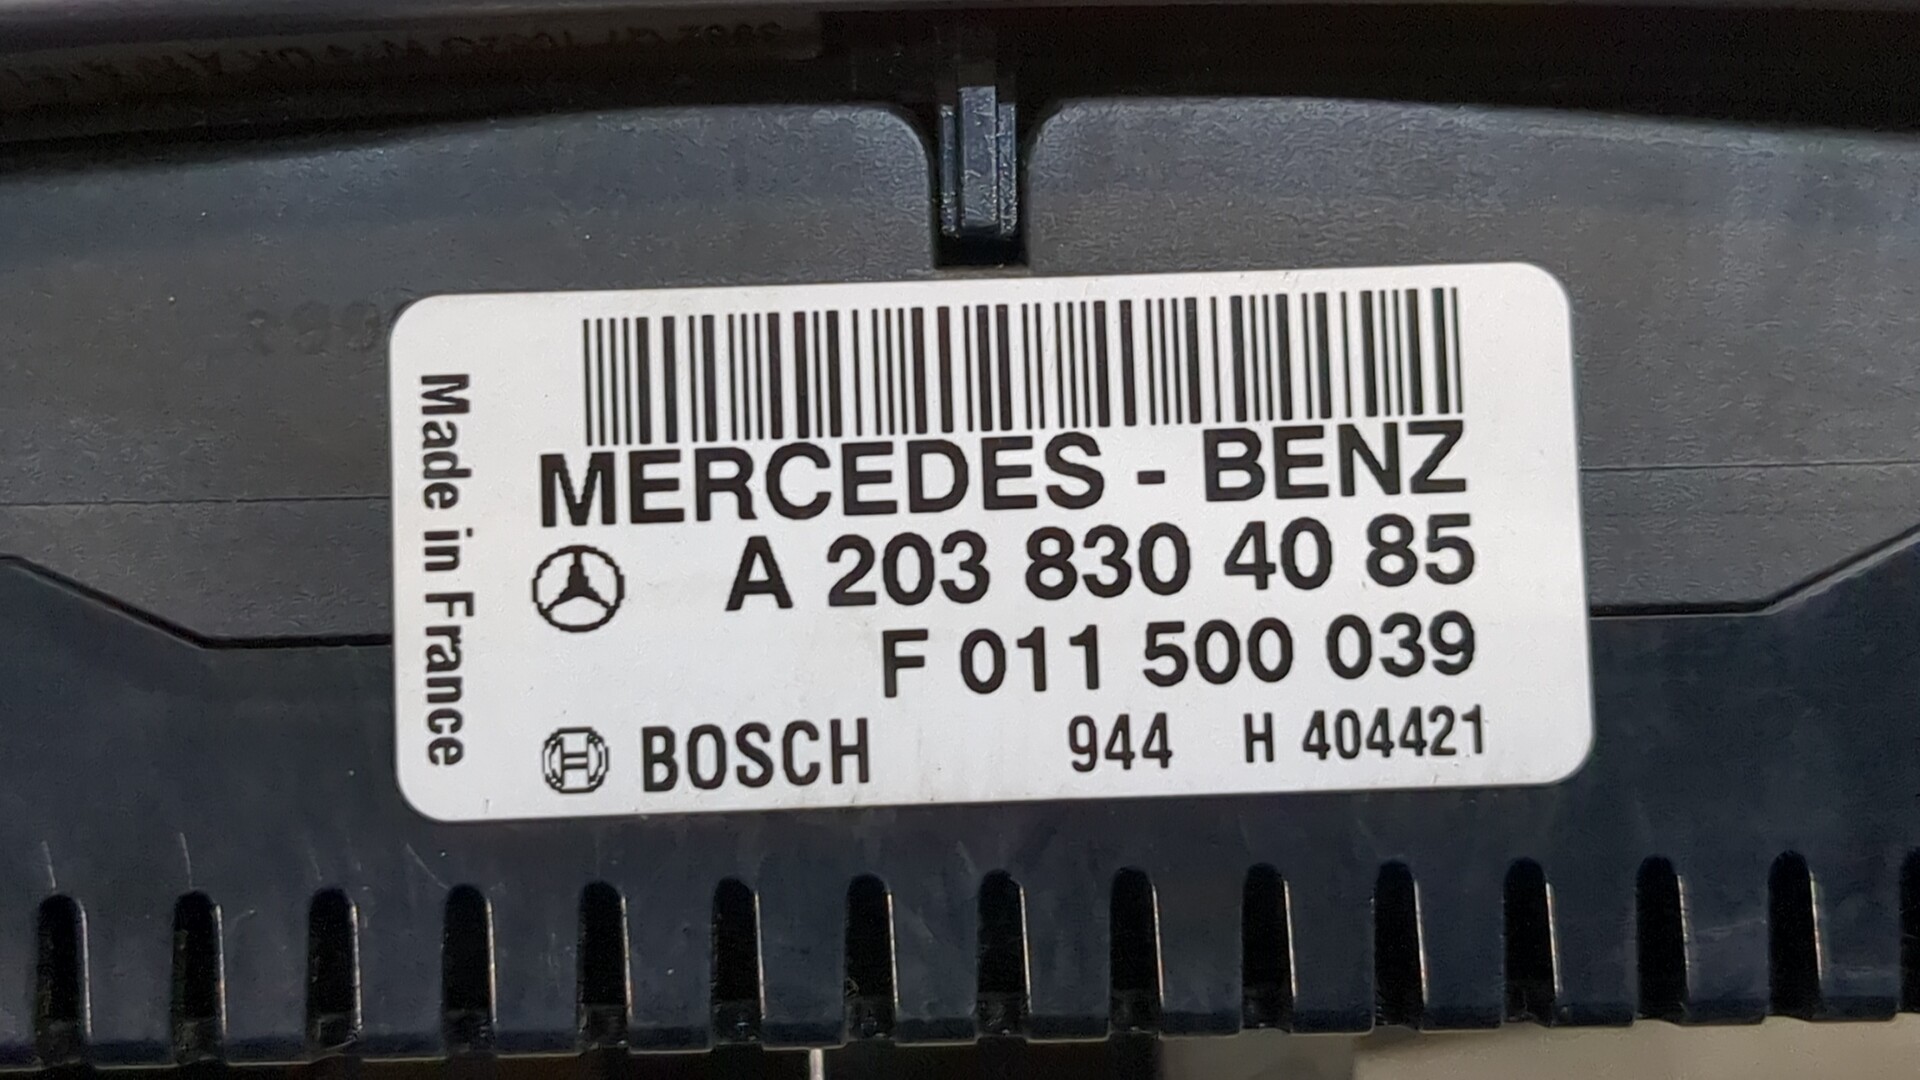 Made in France
MERCEDES - BENZ
A 203 830 40 85
F 011 500 039
BOSCH 944 H 404421